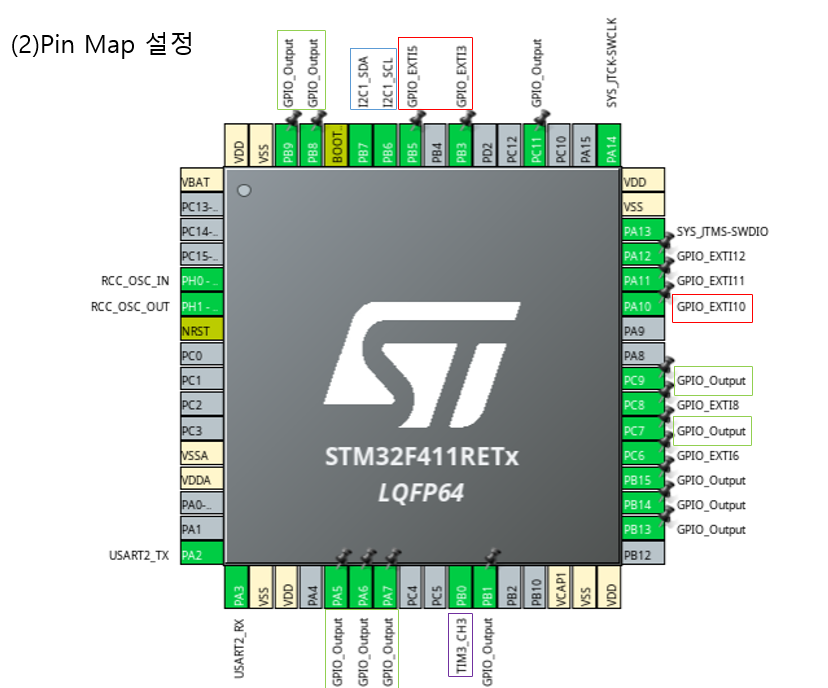 (2)Pin Map 설정
GPIO_Output
GPIO_Output
I2C1_SDA
I2C1_SCL
GPIO_EXTI5
GPIO_EXTI3
GPIO_Output
SYS_JTCK-SWCLK
VDD
VSS
PB9
PB8
BOOT..
PB7
PB6
PB5
PB4
PB3
PD2
PC12
PC11
PC10
PA15
PA14
VBAT
PC13-..
PC14-..
PC15-..
RCC_OSC_IN PH0 - ..
RCC_OSC_OUT PH1 - ..
NRST
PC0
PC1
PC2
PC3
VSSA
VDDA
PA0-..
PA1
USART2_TX PA2
STM32F411RETx
LQFP64
VDD
VSS
PA13 SYS_JTMS-SWDIO
PA12 GPIO_EXTI12
PA11 GPIO_EXTI11
PA10 GPIO_EXTI10
PA9
PA8
PC9 GPIO_Output
PC8 GPIO_EXTI8
PC7 GPIO_Output
PC6 GPIO_EXTI6
PB15 GPIO_Output
PB14 GPIO_Output
PB13 GPIO_Output
PB12
PA3
VSS
VDD
PA4
PA5
PA6
PA7
PC4
PC5
PB0
PB1
PB2
PB10
VCAP1
VSS
VDD
USART2_RX
GPIO_Output
GPIO_Output
GPIO_Output
TIM3_CH3
GPIO_Output